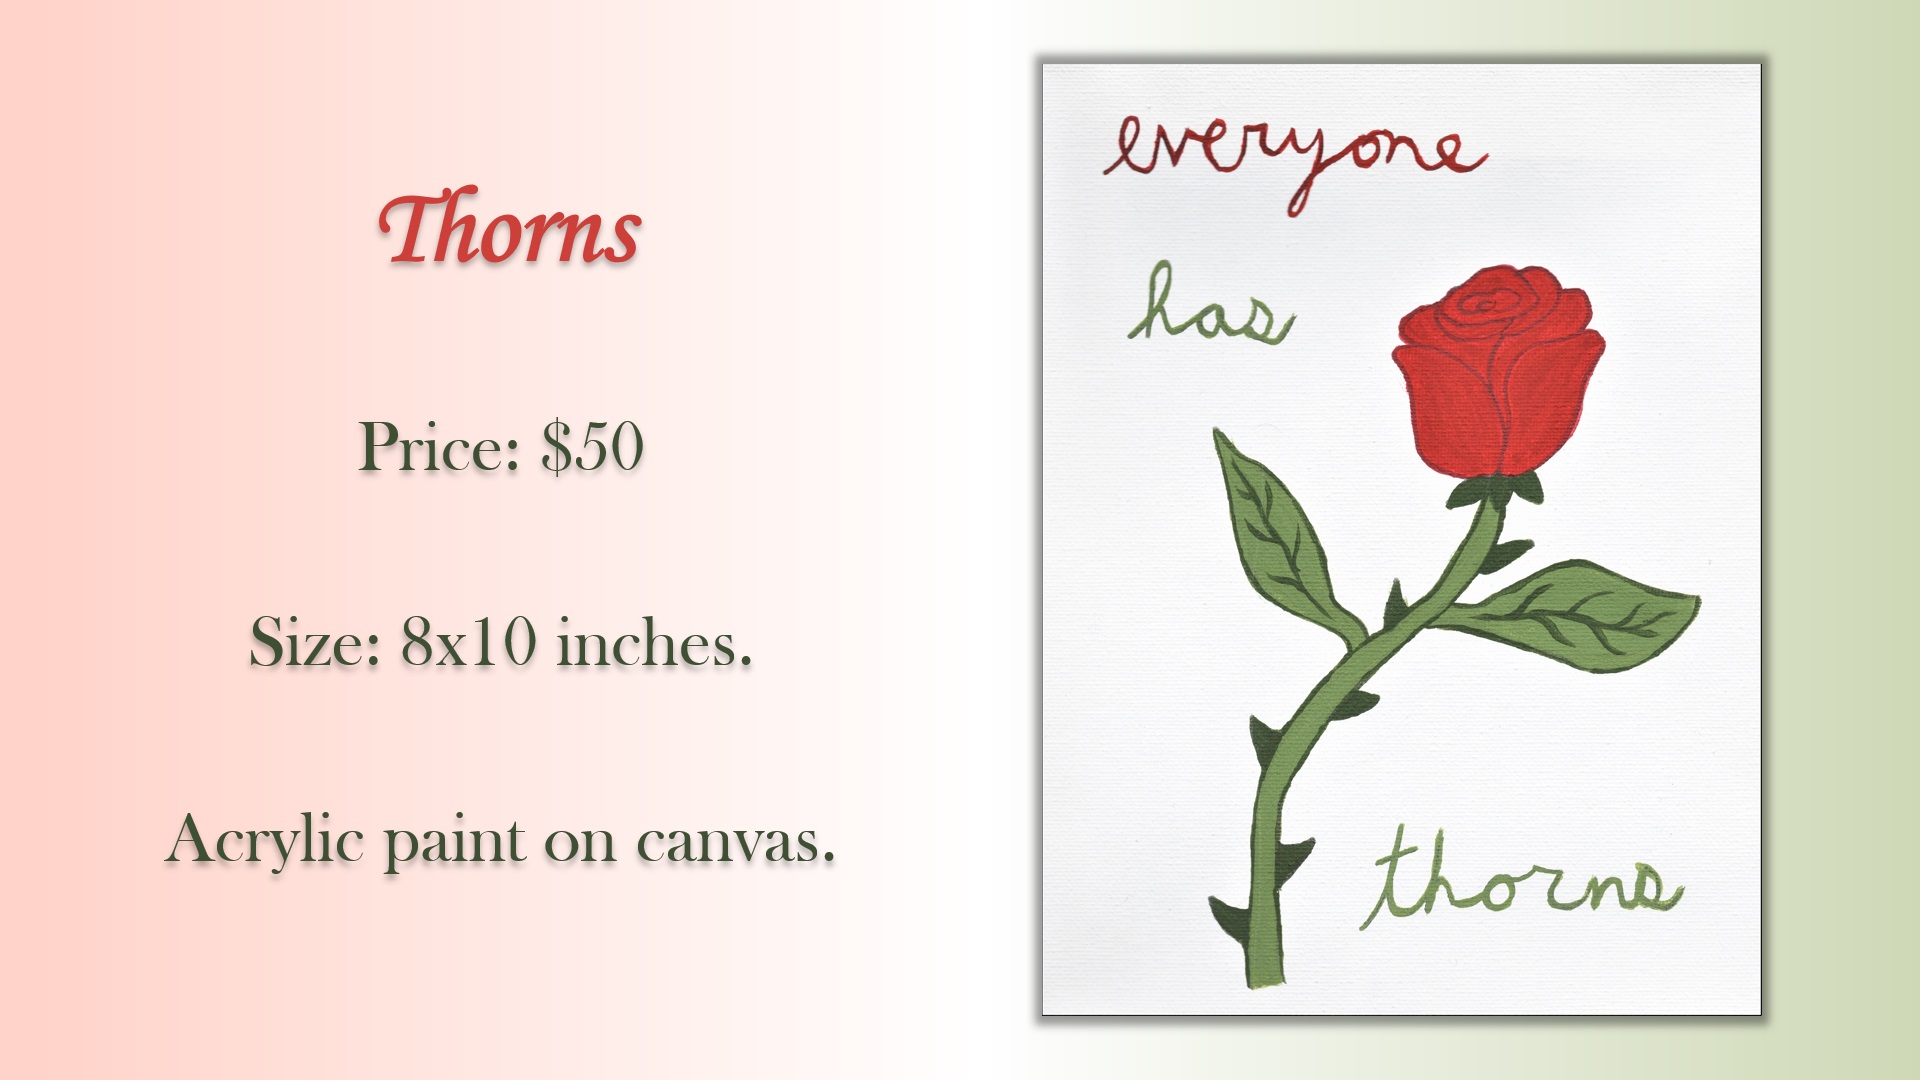 Thorns
Price: $50
Size: 8x10 inches.
Acrylic paint on canvas.
everyone
has
thorns